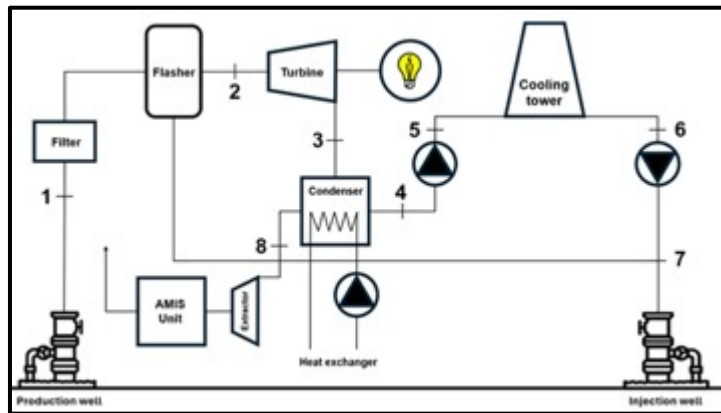 Flasher
2
Turbine
Cooling
tower
5
6
Filter
3
1
Condenser
4
8
7
AMIS
Unit
Extractor
Heat exchanger
Production well
Injection well